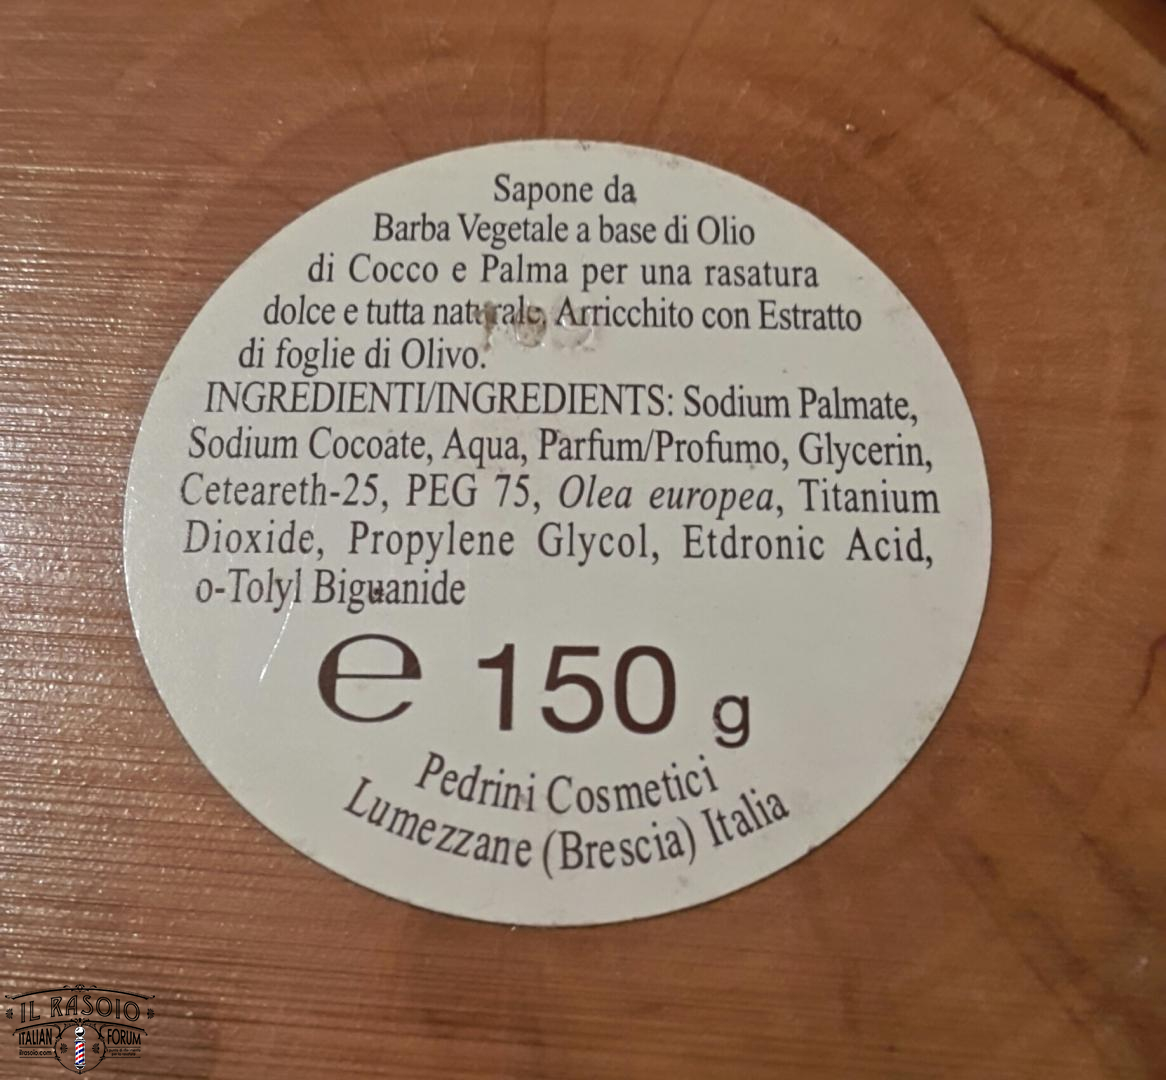 Sapone da
Barba Vegetale a base di Olio
di Cocco e Palma per una rasatura
dolce e tutta naturale. Arricchito con Estratto
di foglie di Olivo.
INGREDIENTI/INGREDIENTS: Sodium Palmate,
Sodium Cocoate, Aqua, Parfum/Profumo, Glycerin,
Ceteareth-25, PEG 75, Olea europea, Titanium
Dioxide, Propylene Glycol, Etdronic Acid,
o-Tolyl Biguanide
e 150 g
Pedrini Cosmetici
Lumezzane (Brescia) Italia
IL RASOIO
ITALIAN FORUM
ilrasoio.com